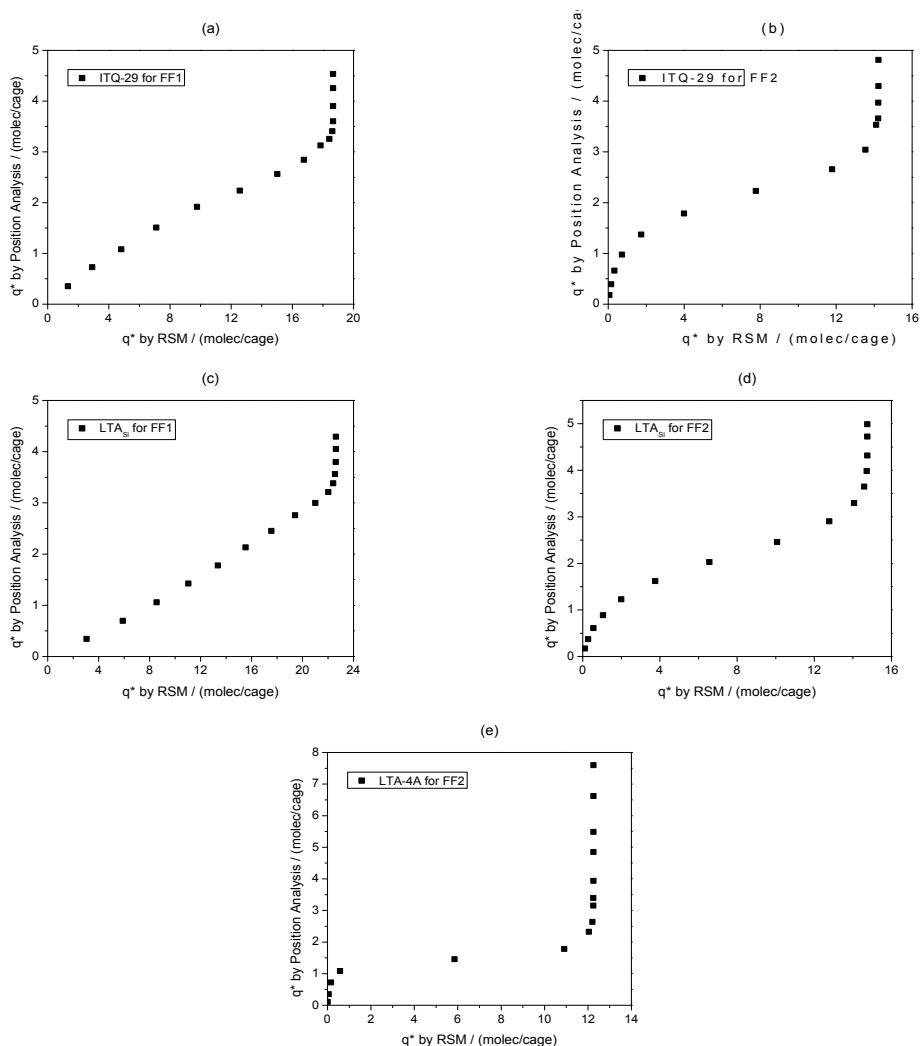 (a)
5
4
3
2
1
0
ITQ-29 for FF1
q* by Position Analysis / (molec/cage)
0 4 8 12 16 20
q* by RSM / (molec/cage)
(b)
5
4
3
2
1
0
ITQ-29 for FF2
q* by Position Analysis / (molec/ca
0 4 8 12 16
q* by RSM / (molec/cage)
(c)
5
4
3
2
1
0
LTASi for FF1
q* by Position Analysis / (molec/cage)
0 4 8 12 16 20 24
q* by RSM / (molec/cage)
(d)
5
4
3
2
1
0
LTASi for FF2
q* by Position Analysis / (molec/cage)
0 4 8 12 16
q* by RSM / (molec/cage)
(e)
8
7
6
5
4
3
2
1
0
LTA-4A for FF2
q* by Position Analysis / (molec/cage)
0 2 4 6 8 10 12 14
q* by RSM / (molec/cage)